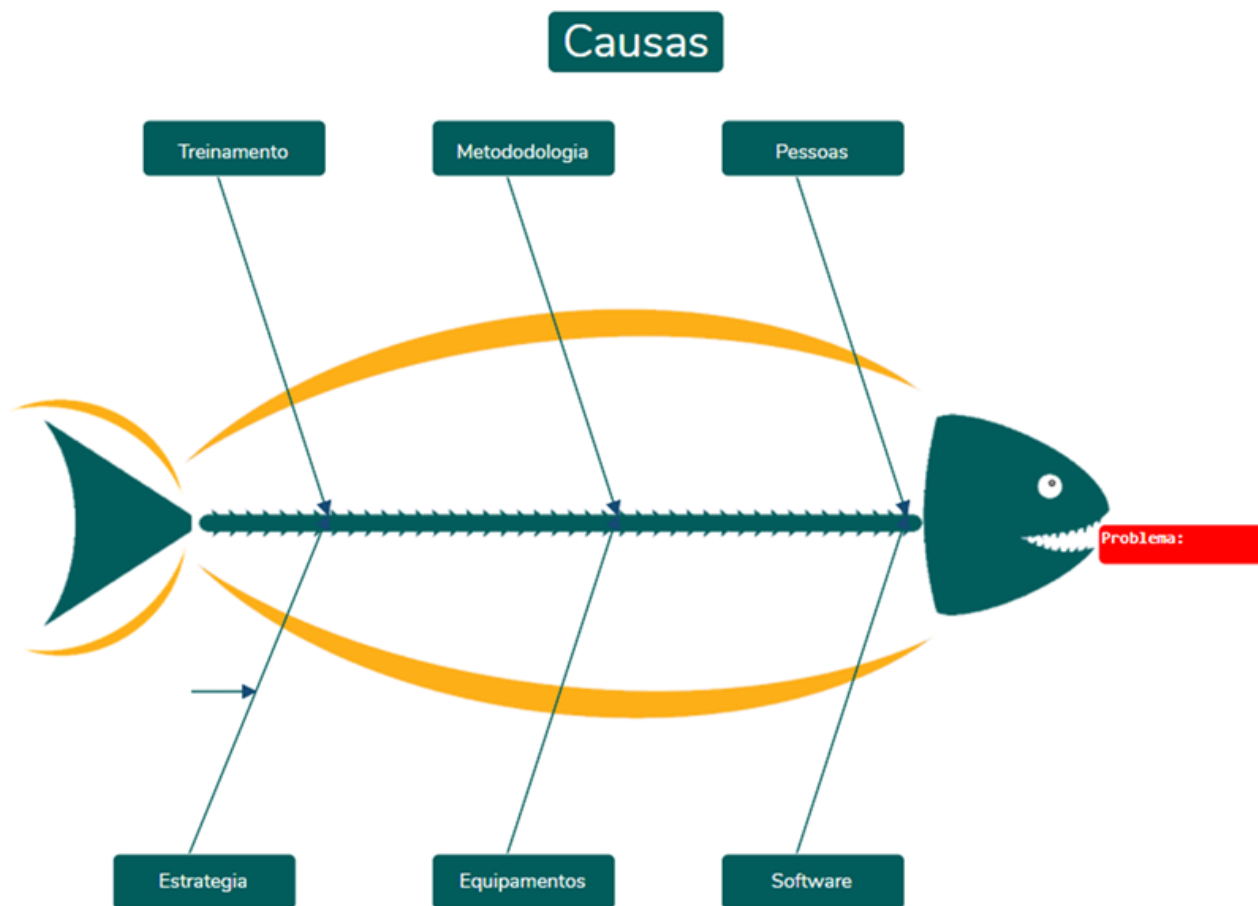 Causas
Treinamento
Metododologia
Pessoas
Problema:
Estrategia
Equipamentos
Software